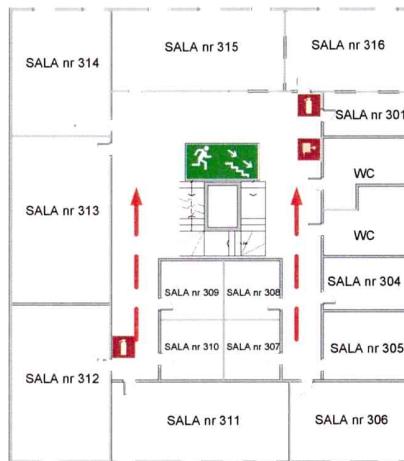 SALA nr 314
SALA nr 315
SALA nr 316
SALA nr 301
WC
SALA nr 313
WC
SALA nr 304
SALA nr 309
SALA nr 308
SALA nr 310
SALA nr 307
SALA nr 305
SALA nr 312
SALA nr 311
SALA nr 306